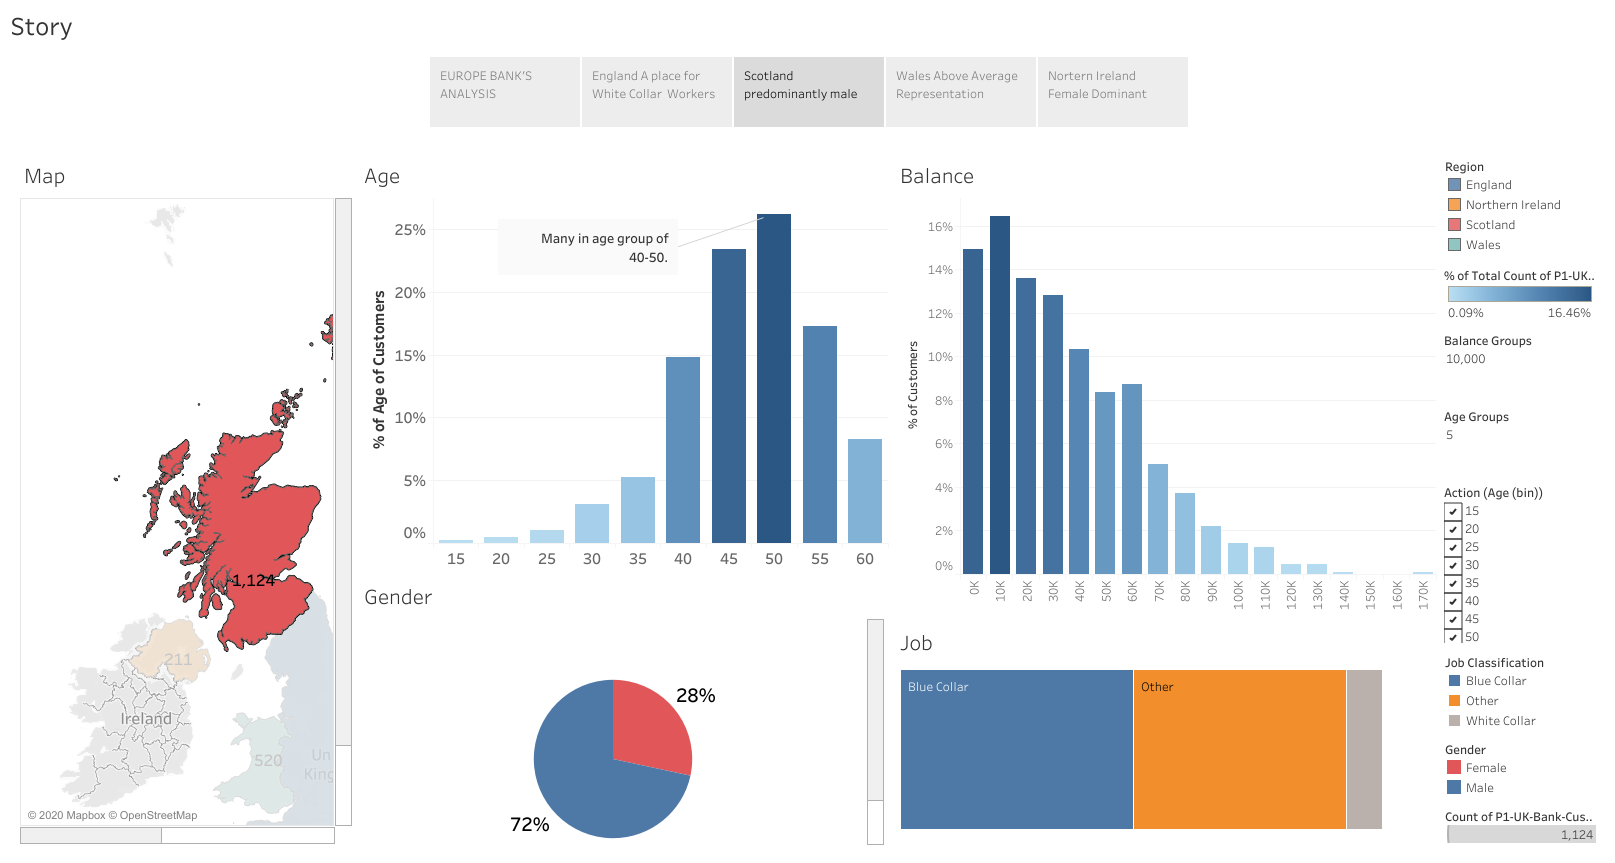 Story
EUROPE BANK'S
ANALYSIS
England A place for
White Collar  Workers
Scotland
predominantly male
Wales Above Average
Representation
Nortern Ireland
Female Dominant
Map
1,124
211
Ireland
520
Un
King
© 2020 Mapbox © OpenStreetMap
Age
Many in age group of
40-50.
% of Age of Customers
25%
20%
15%
10%
5%
0%
15 20 25 30 35 40 45 50 55 60
Gender
28%
72%
Balance
% of Customers
16%
14%
12%
10%
8%
6%
4%
2%
0%
0K 10K 20K 30K 40K 50K 60K 70K 80K 90K 100K 110K 120K 130K 140K 150K 160K 170K
Job
Blue Collar
Other
Region
England
Northern Ireland
Scotland
Wales
% of Total Count of P1-UK..
0.09% 16.46%
Balance Groups
10,000
Age Groups
5
Action (Age (bin))
15
20
25
30
35
40
45
50
Job Classification
Blue Collar
Other
White Collar
Gender
Female
Male
Count of P1-UK-Bank-Cus..
1,124